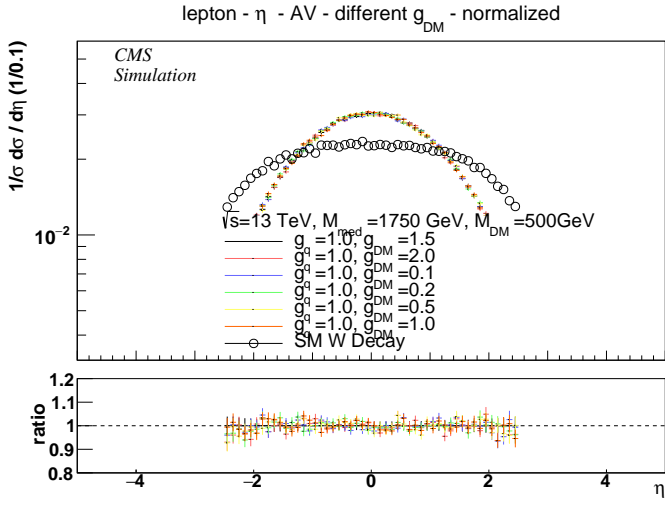 lepton - η - AV - different g_DM - normalized
1/σ dσ / dη (1/0.1)
CMS
Simulation
10⁻²
√s=13 TeV, M_med =1750 GeV, M_DM =500GeV
g_q =1.0, g_DM =1.5
g_q =1.0, g_DM =2.0
g_q =1.0, g_DM =0.1
g_q =1.0, g_DM =0.2
g_q =1.0, g_DM =0.5
g_q =1.0, g_DM =1.0
SM W Decay
ratio
1.2
1.1
1
0.9
0.8
−4 −2 0 2 4 η